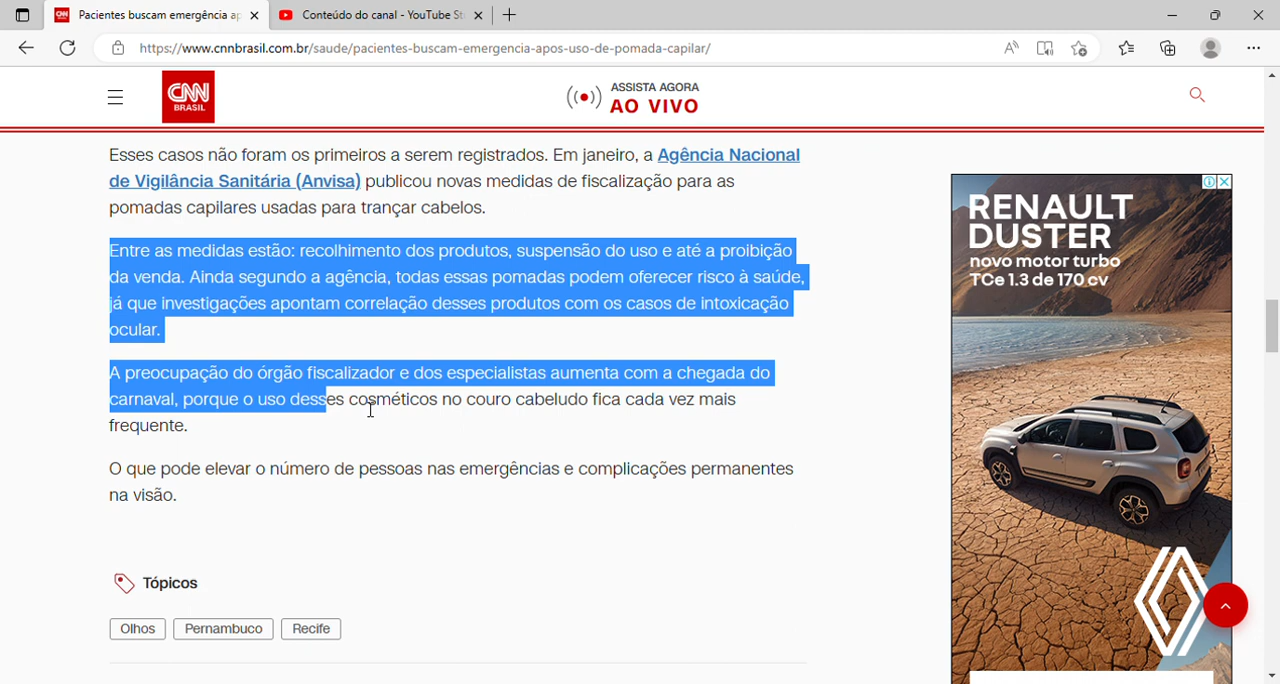 Pacientes buscam emergência ap
Conteúdo do canal - YouTube St
https://www.cnnbrasil.com.br/saude/pacientes-buscam-emergencia-apos-uso-de-pomada-capilar/
CNN
BRASIL
ASSISTA AGORA
AO VIVO
Esses casos não foram os primeiros a serem registrados. Em janeiro, a Agência Nacional
de Vigilância Sanitária (Anvisa) publicou novas medidas de fiscalização para as
pomadas capilares usadas para trançar cabelos.
Entre as medidas estão: recolhimento dos produtos, suspensão do uso e até a proibição
da venda. Ainda segundo a agência, todas essas pomadas podem oferecer risco à saúde,
já que investigações apontam correlação desses produtos com os casos de intoxicação
ocular.
A preocupação do órgão fiscalizador e dos especialistas aumenta com a chegada do
carnaval, porque o uso desses cosméticos no couro cabeludo fica cada vez mais
frequente.
O que pode elevar o número de pessoas nas emergências e complicações permanentes
na visão.
Tópicos
Olhos
Pernambuco
Recife
RENAULT
DUSTER
novo motor turbo
TCe 1.3 de 170 cv